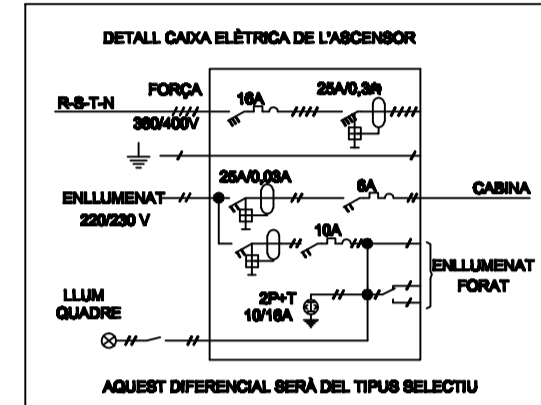 DETALL CAIXA ELÈTRICA DE L'ASCENSOR
R-S-T-N
FORÇA
380/400V
16A
25A/0,3A
25A/0,03A
6A
ENLLUMENAT
220/230 V
CABINA
10A
ENLLUMENAT
FORAT
2P+T
10/16A
LLUM
QUADRE
AQUEST DIFERENCIAL SERÀ DEL TIPUS SELECTIU